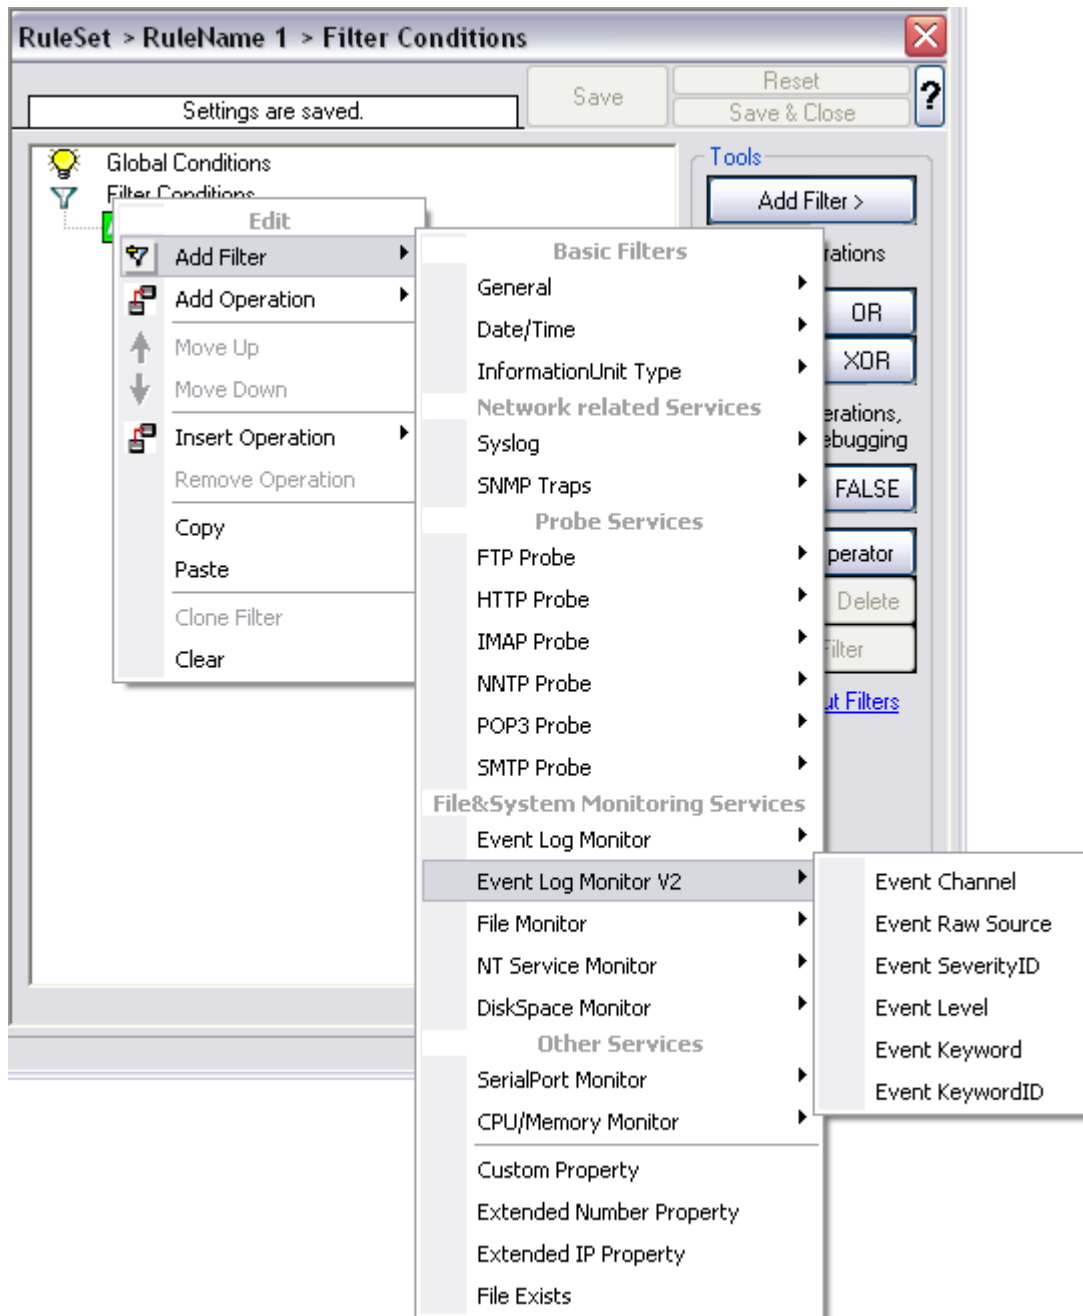 RuleSet > RuleName 1 > Filter Conditions
Settings are saved.
Save
Reset
Save & Close
?
Global Conditions
Filter Conditions
Tools
Add Filter >
OR
XOR
FALSE
Delete
Edit
Add Filter
Add Operation
Move Up
Move Down
Insert Operation
Remove Operation
Copy
Paste
Clone Filter
Clear
Basic Filters
General
Date/Time
InformationUnit Type
Network related Services
Syslog
SNMP Traps
Probe Services
FTP Probe
HTTP Probe
IMAP Probe
NNTP Probe
POP3 Probe
SMTP Probe
File&System Monitoring Services
Event Log Monitor
Event Log Monitor V2
File Monitor
NT Service Monitor
DiskSpace Monitor
Other Services
SerialPort Monitor
CPU/Memory Monitor
Custom Property
Extended Number Property
Extended IP Property
File Exists
Event Channel
Event Raw Source
Event SeverityID
Event Level
Event Keyword
Event KeywordID
Filters